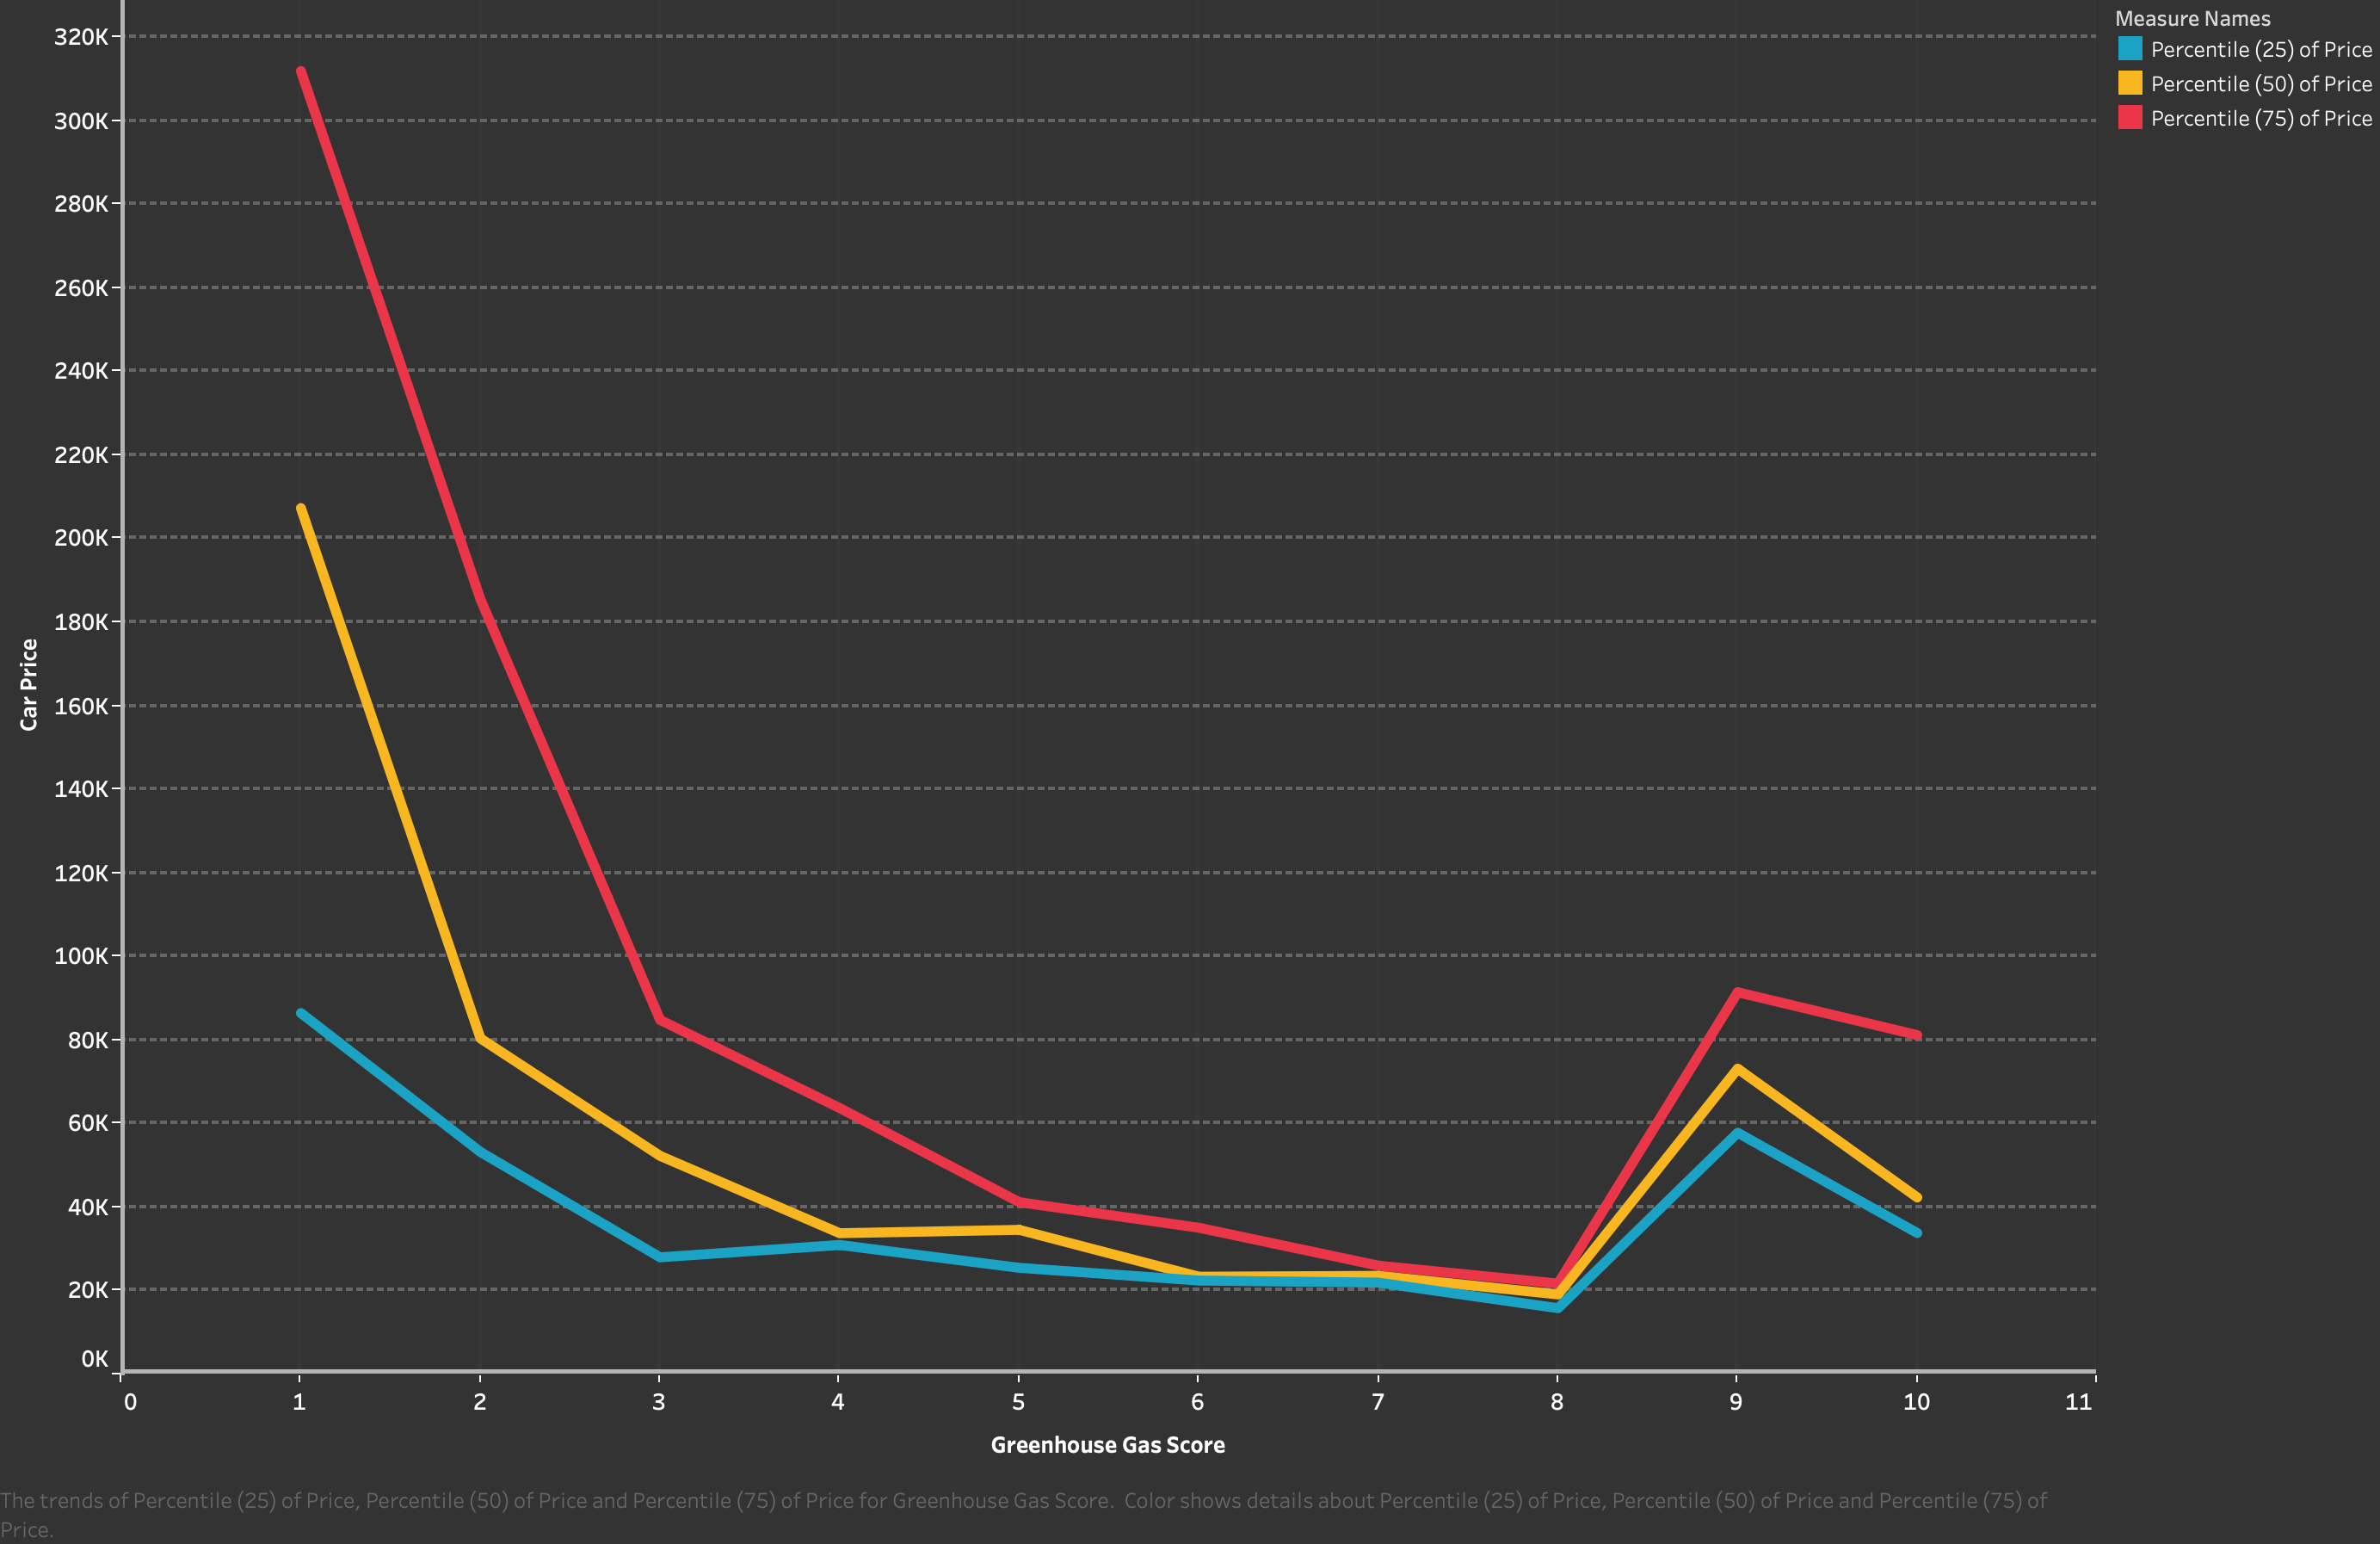 Measure Names
Percentile (25) of Price
Percentile (50) of Price
Percentile (75) of Price
320K
300K
280K
260K
240K
220K
200K
180K
160K
140K
120K
100K
80K
60K
40K
20K
0K
Car Price
0 1 2 3 4 5 6 7 8 9 10 11
Greenhouse Gas Score
The trends of Percentile (25) of Price, Percentile (50) of Price and Percentile (75) of Price for Greenhouse Gas Score.  Color shows details about Percentile (25) of Price, Percentile (50) of Price and Percentile (75) of
Price.